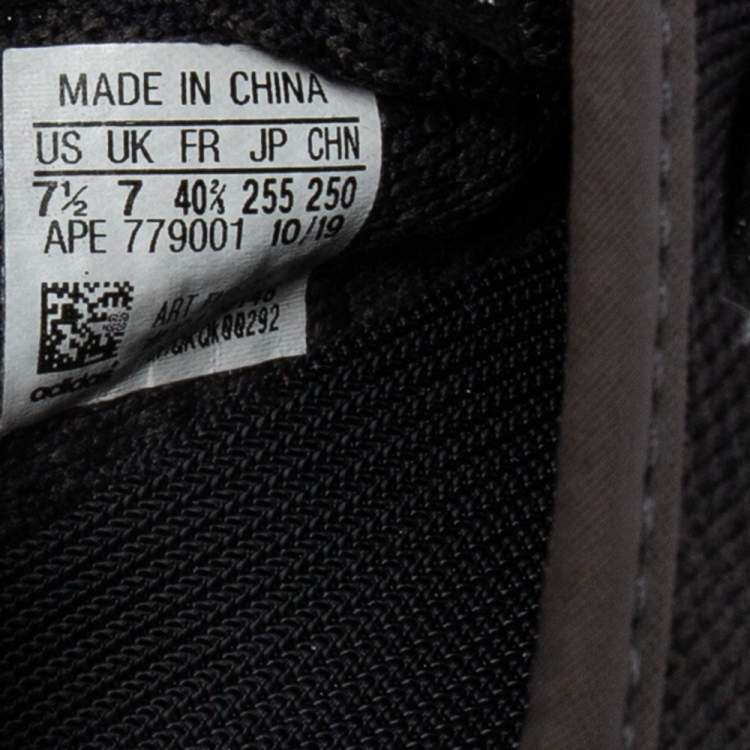 MADE IN CHINA
US UK FR JP CHN
7½ 7 40⅔ 255 250
APE 779001 10/19
ART
adidas